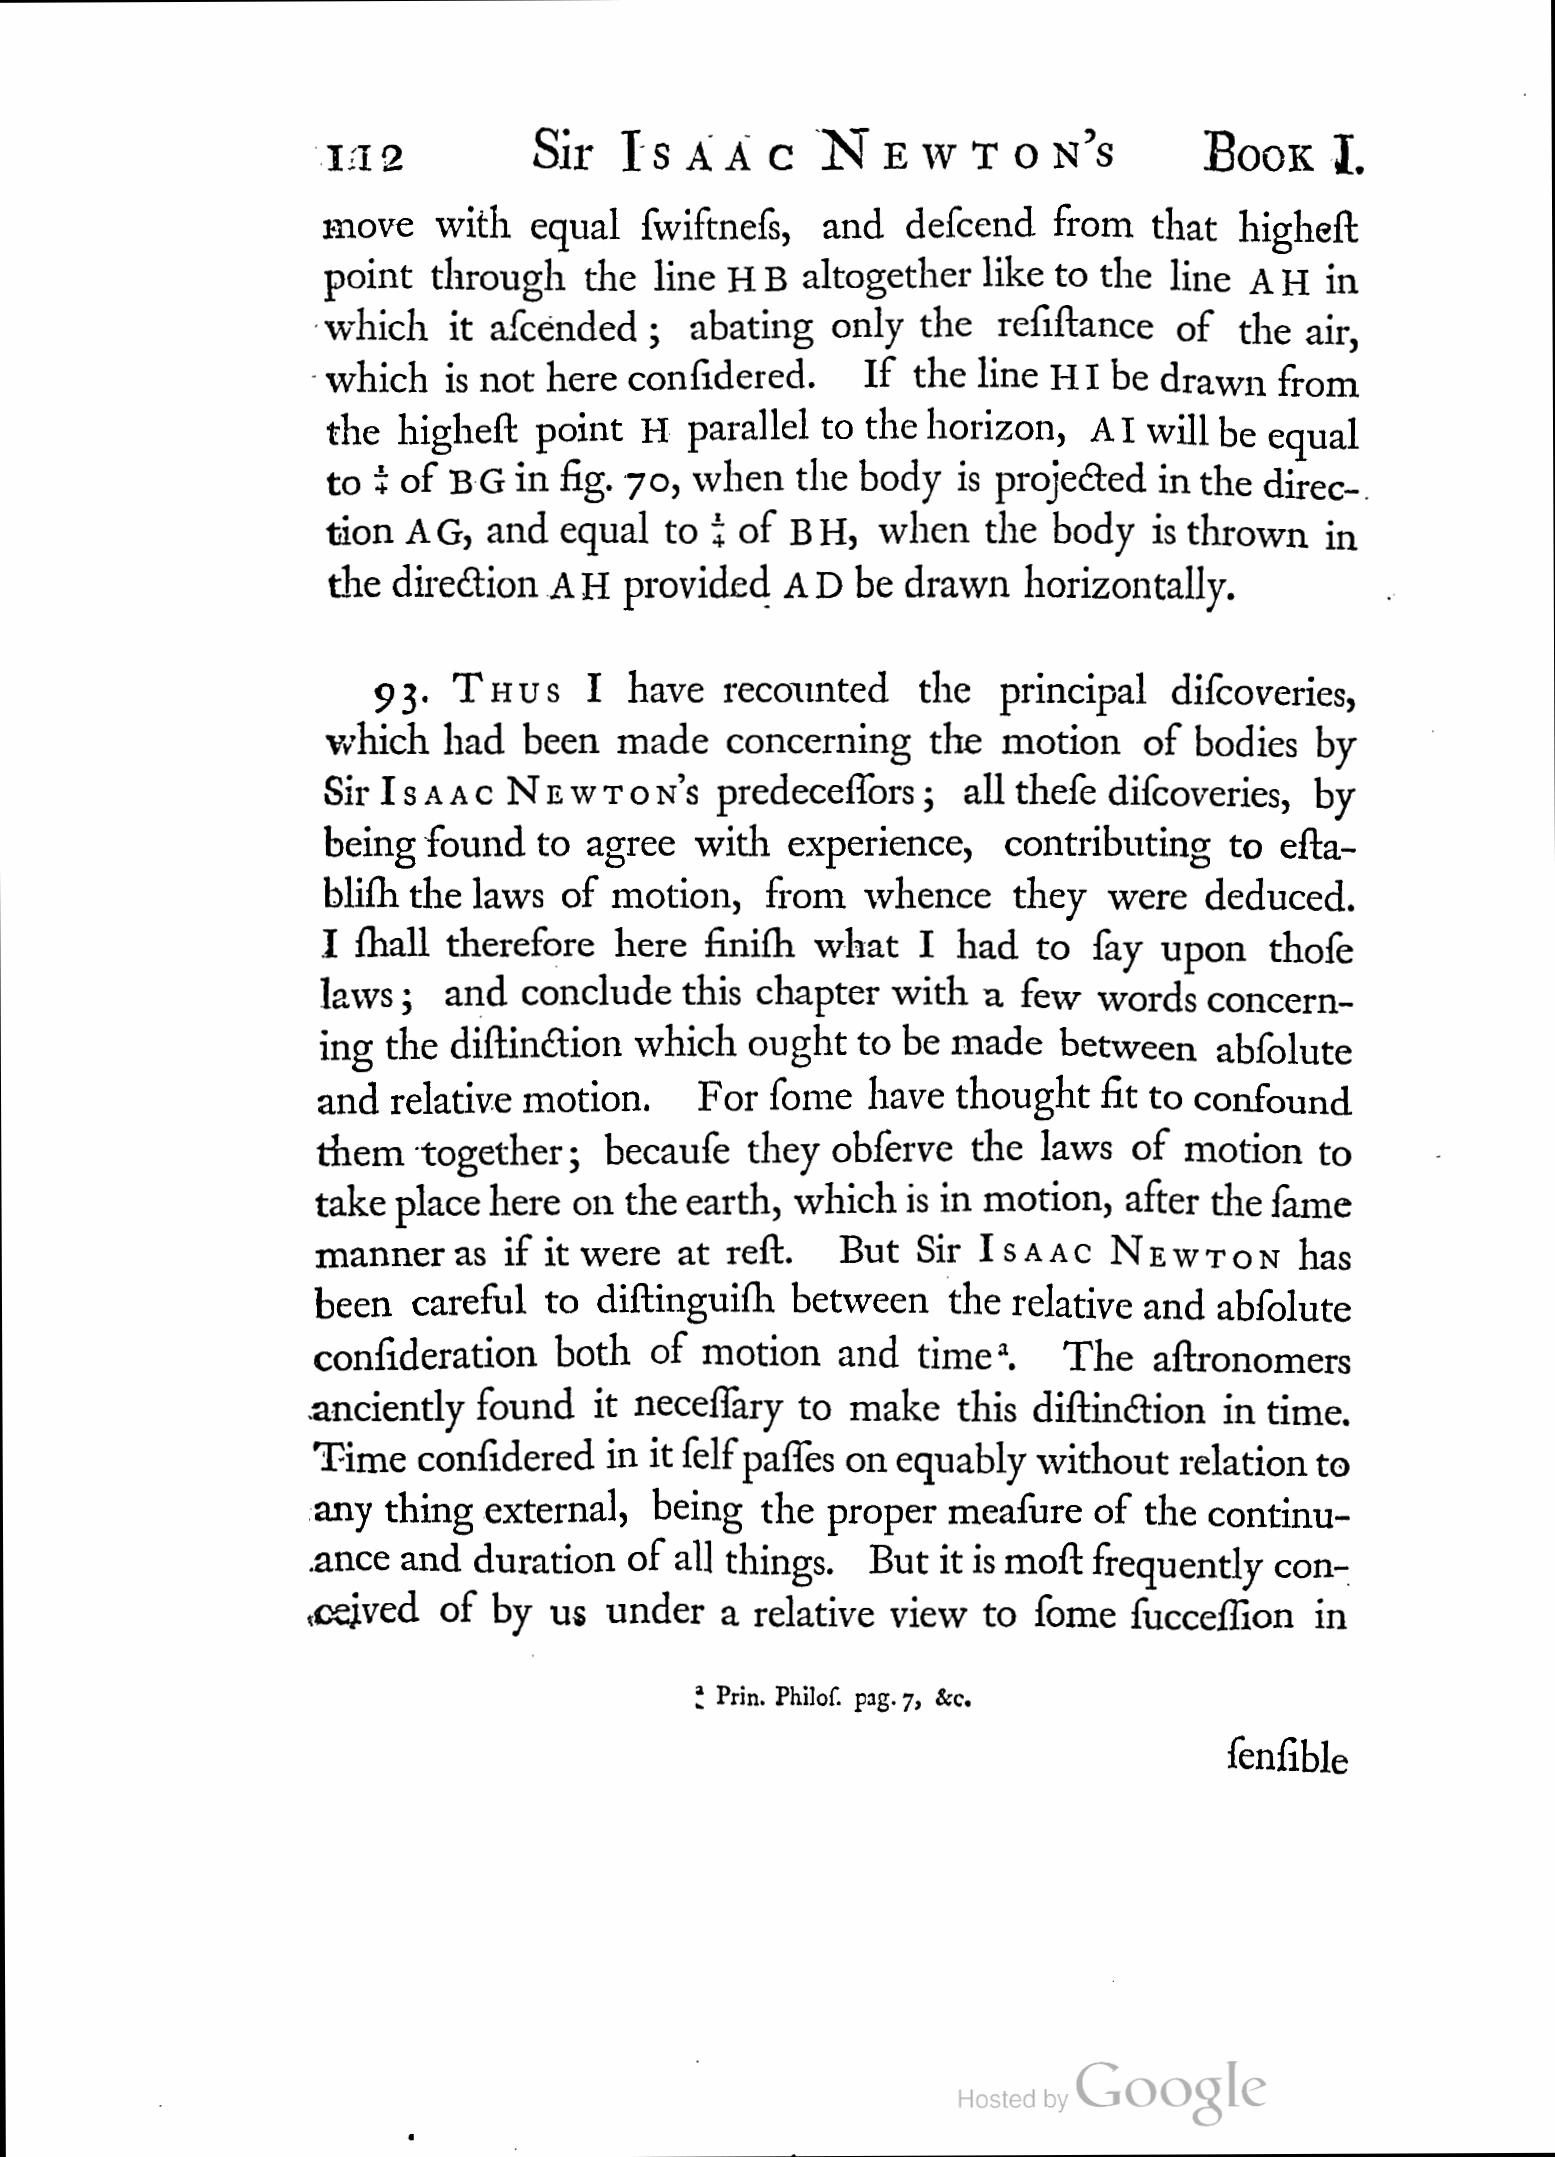 112 Sir ISAAC NEWTON's BOOK I.
move with equal ſwiftneſs, and deſcend from that higheſt
point through the line HB altogether like to the line AH in
which it aſcended; abating only the reſiſtance of the air,
which is not here conſidered. If the line HI be drawn from
the higheſt point H parallel to the horizon, AI will be equal
to ¼ of BG in fig. 70, when the body is projected in the direc-
tion AG, and equal to ¼ of BH, when the body is thrown in
the direction AH provided AD be drawn horizontally.
93. THUS I have recounted the principal diſcoveries,
which had been made concerning the motion of bodies by
Sir ISAAC NEWTON's predeceſſors; all theſe diſcoveries, by
being found to agree with experience, contributing to eſta-
bliſh the laws of motion, from whence they were deduced.
I ſhall therefore here finiſh what I had to ſay upon thoſe
laws; and conclude this chapter with a few words concern-
ing the diſtinction which ought to be made between abſolute
and relative motion. For ſome have thought fit to confound
them together; becauſe they obſerve the laws of motion to
take place here on the earth, which is in motion, after the ſame
manner as if it were at reſt. But Sir ISAAC NEWTON has
been careful to diſtinguiſh between the relative and abſolute
conſideration both of motion and time ª. The aſtronomers
anciently found it neceſſary to make this diſtinction in time.
Time conſidered in it ſelf paſſes on equably without relation to
any thing external, being the proper meaſure of the continu-
ance and duration of all things. But it is moſt frequently con-
ceived of by us under a relative view to ſome ſucceſſion in
ª Prin. Philoſ. pag. 7, &c.
ſenſible
Hosted by Google